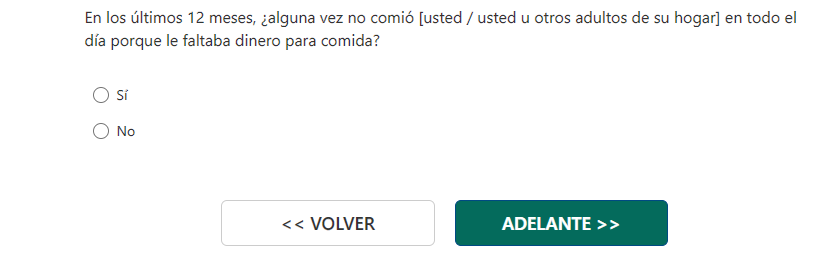 En los últimos 12 meses, ¿alguna vez no comió [usted / usted u otros adultos de su hogar] en todo el
día porque le faltaba dinero para comida?
Sí
No
<< VOLVER
ADELANTE >>